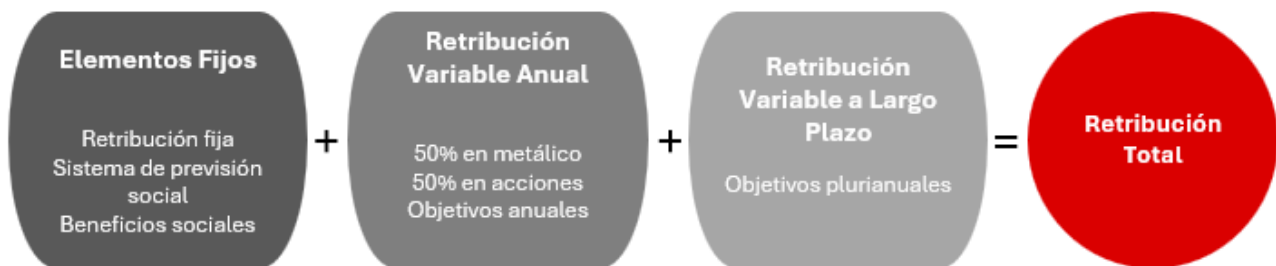 Elementos Fijos
Retribución fija
Sistema de previsión
social
Beneficios sociales
+
Retribución
Variable Anual
50% en metálico
50% en acciones
Objetivos anuales
+
Retribución
Variable a Largo
Plazo
Objetivos plurianuales
=
Retribución
Total